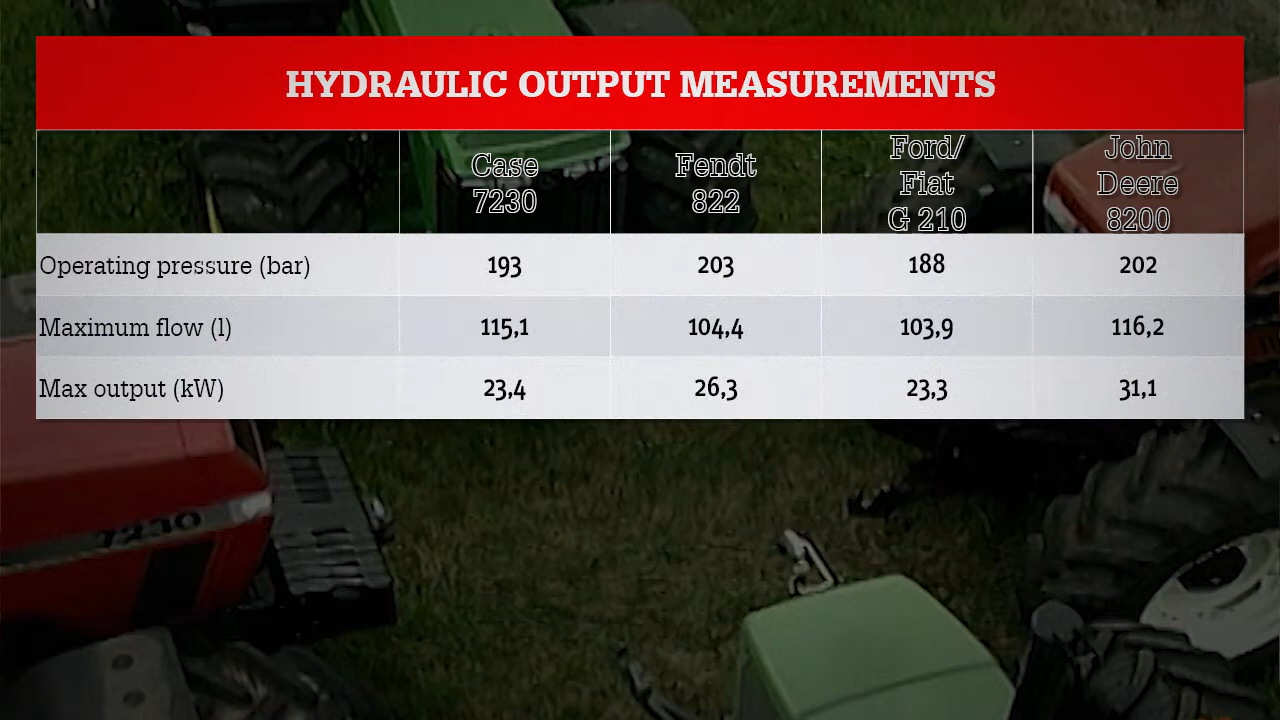 HYDRAULIC OUTPUT MEASUREMENTS
Case
7230
Fendt
822
Ford/
Fiat
G 210
John
Deere
8200
Operating pressure (bar) 193 203 188 202
Maximum flow (l) 115,1 104,4 103,9 116,2
Max output (kW) 23,4 26,3 23,3 31,1
7230